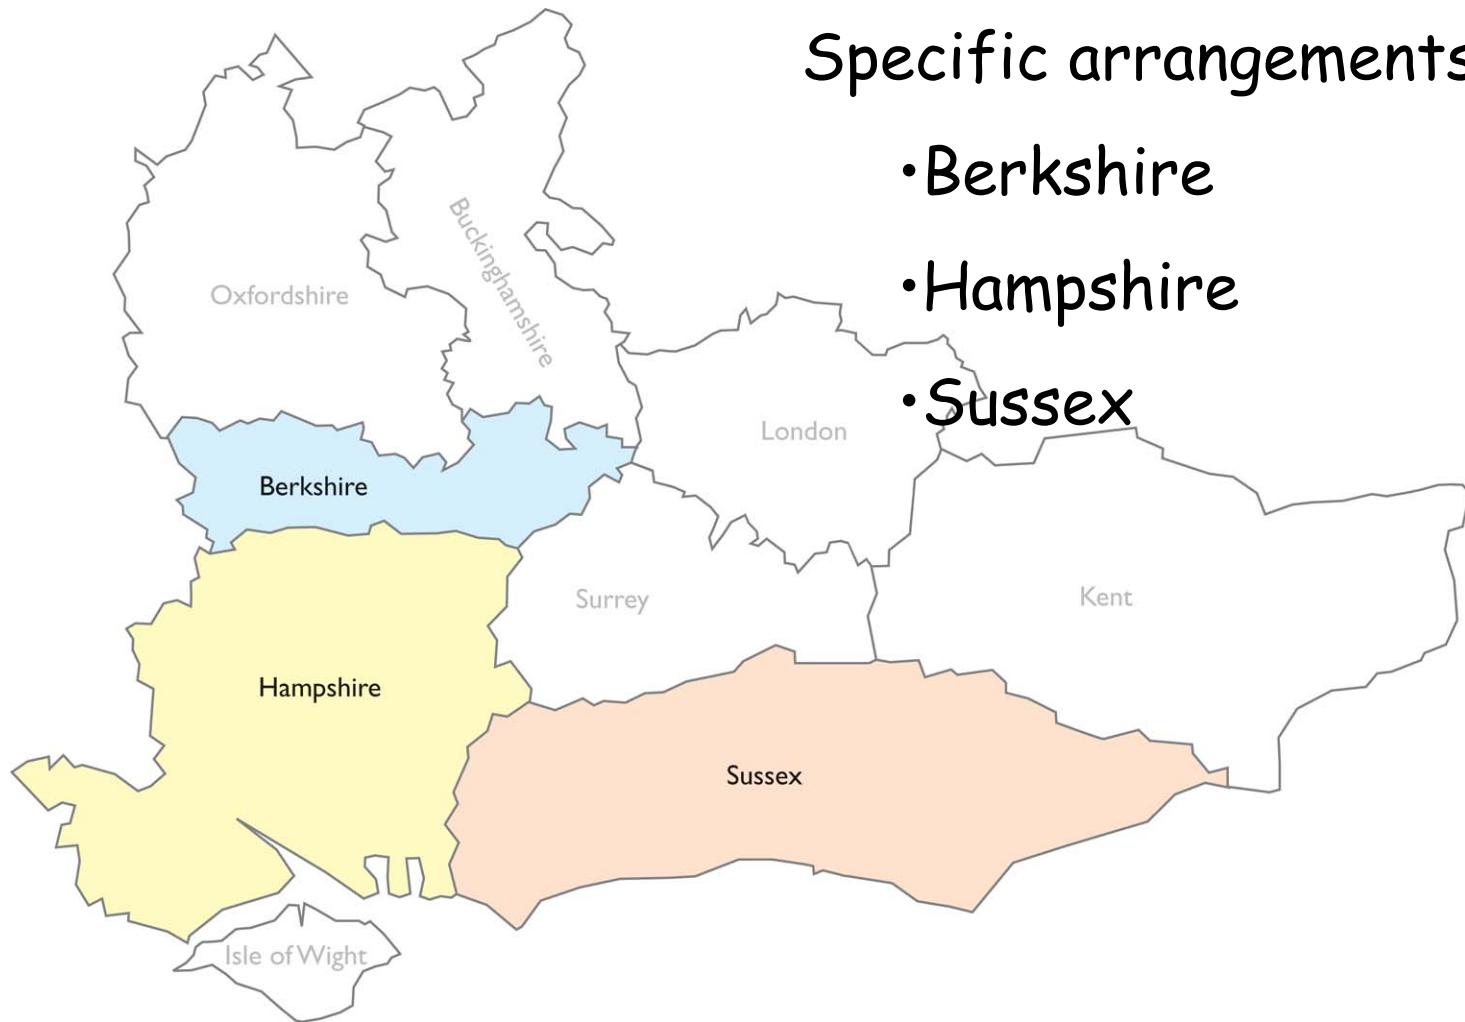 Specific arrangements
•Berkshire
•Hampshire
•Sussex
Oxfordshire
Buckinghamshire
London
Berkshire
Surrey
Kent
Hampshire
Sussex
Isle of Wight